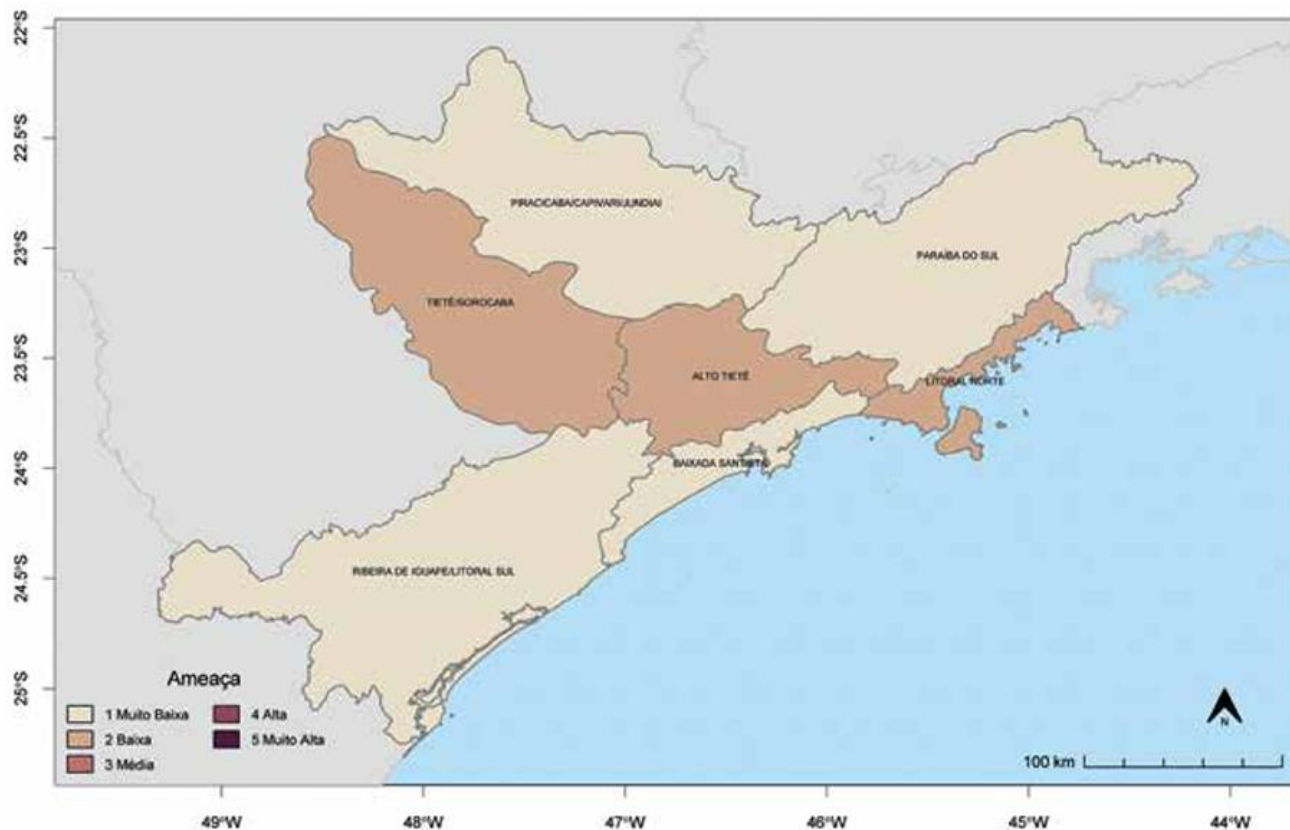 22°S
22.5°S
23°S
23.5°S
24°S
24.5°S
25°S
PIRACICABA/CAPIVARI/JUNDIAÍ
PARAÍBA DO SUL
TIETÊ/SOROCABA
ALTO TIETÊ
LITORAL NORTE
BAIXADA SANTISTA
RIBEIRA DE IGUAPE/LITORAL SUL
Ameaça
1 Muito Baixa
2 Baixa
3 Média
4 Alta
5 Muito Alta
N
100 km
49°W
48°W
47°W
46°W
45°W
44°W